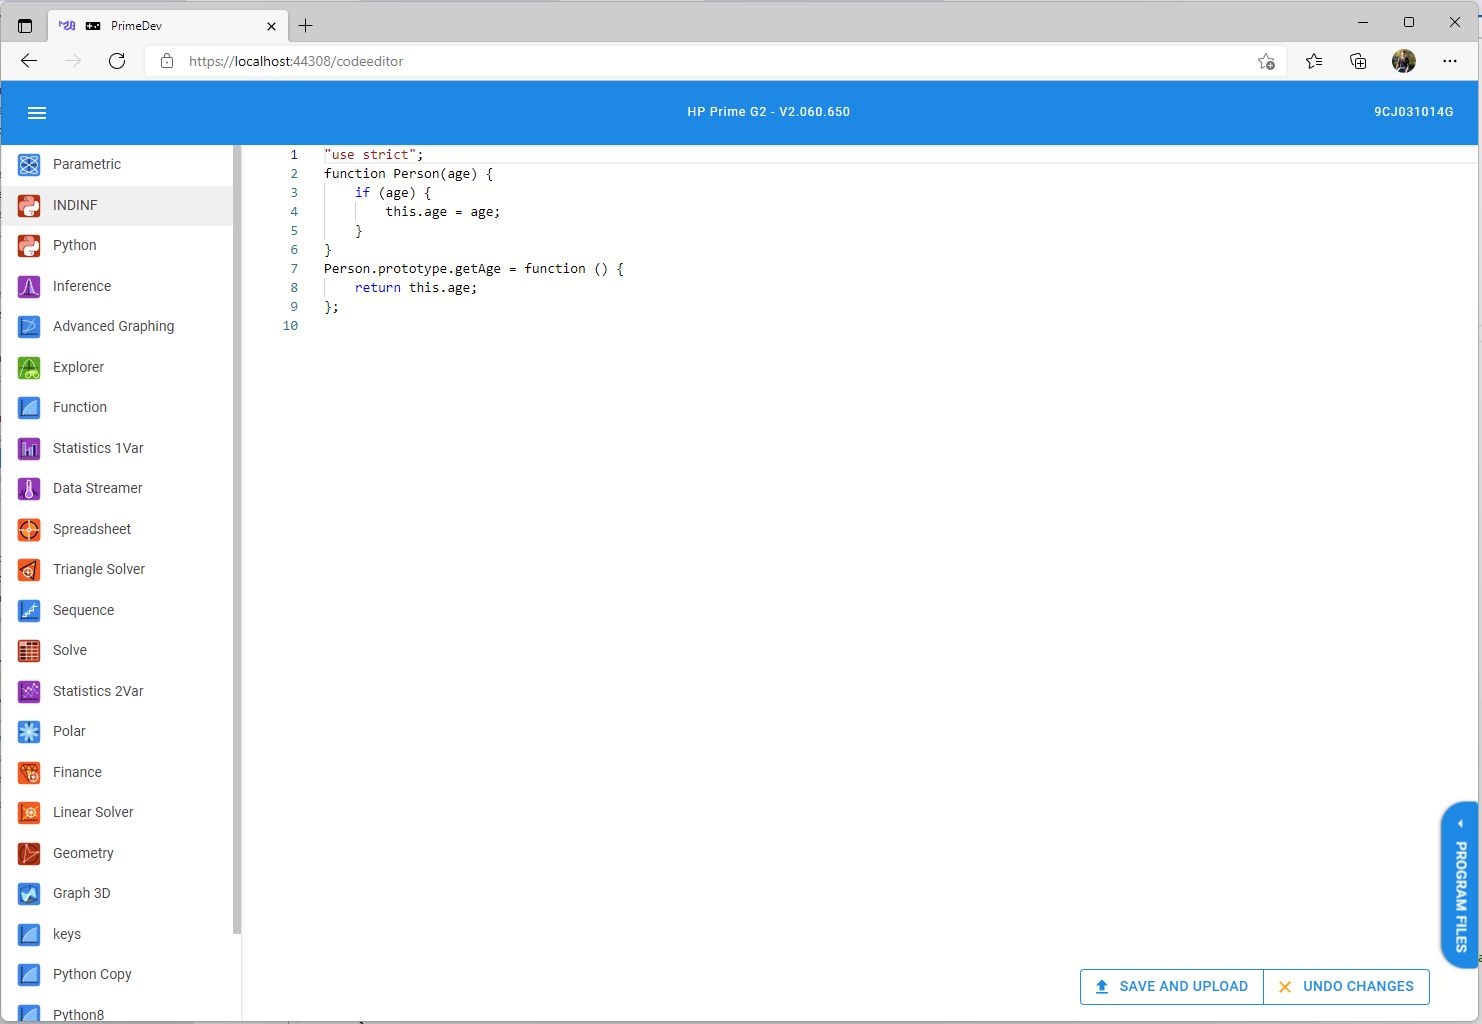 PrimeDev
https://localhost:44308/codeeditor
HP Prime G2 - V2.060.650
9CJ031014G
Parametric
INDINF
Python
Inference
Advanced Graphing
Explorer
Function
Statistics 1Var
Data Streamer
Spreadsheet
Triangle Solver
Sequence
Solve
Statistics 2Var
Polar
Finance
Linear Solver
Geometry
Graph 3D
keys
Python Copy
Python8
1 "use strict";
2 function Person(age) {
3 if (age) {
4 this.age = age;
5 }
6 }
7 Person.prototype.getAge = function () {
8 return this.age;
9 };
10
PROGRAM FILES
SAVE AND UPLOAD
UNDO CHANGES